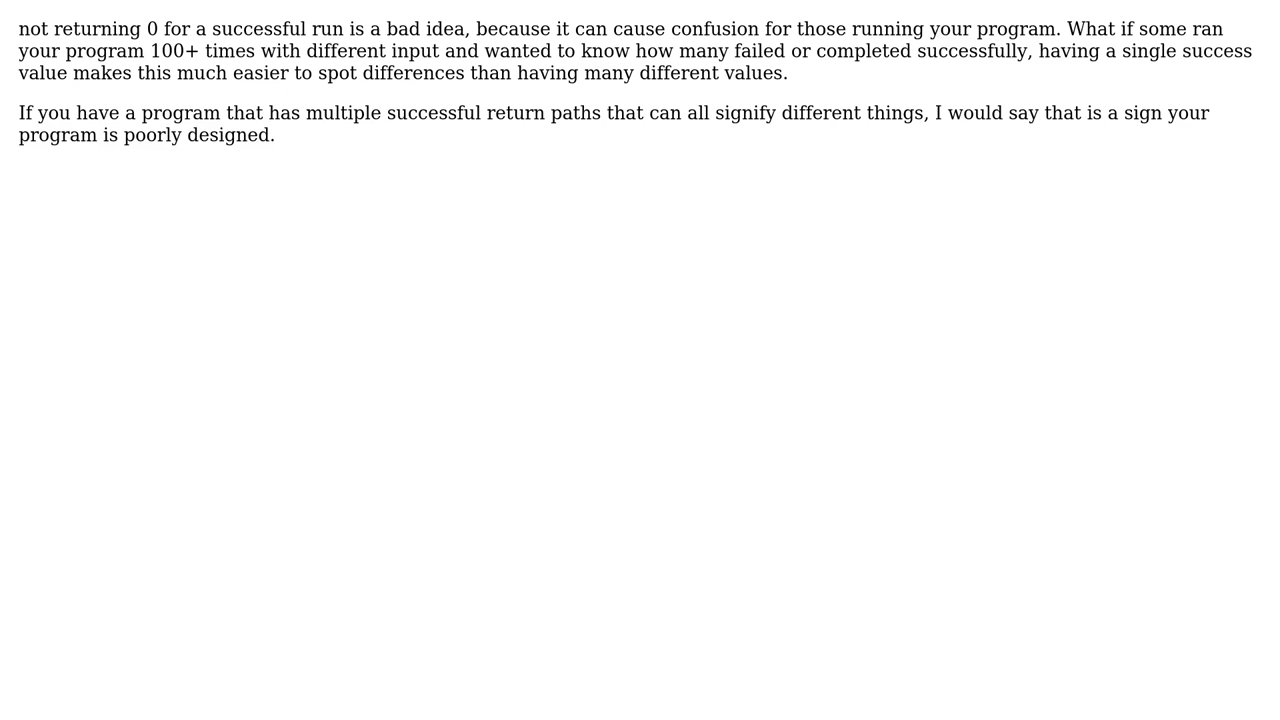 not returning 0 for a successful run is a bad idea, because it can cause confusion for those running your program. What if some ran
your program 100+ times with different input and wanted to know how many failed or completed successfully, having a single success
value makes this much easier to spot differences than having many different values.
If you have a program that has multiple successful return paths that can all signify different things, I would say that is a sign your
program is poorly designed.